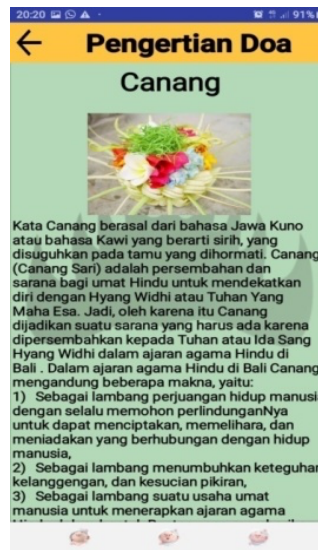 20:20
91%
Pengertian Doa
Canang
Kata Canang berasal dari bahasa Jawa Kuno
atau bahasa Kawi yang berarti sirih, yang
disuguhkan pada tamu yang dihormati. Canang
(Canang Sari) adalah persembahan dan
sarana bagi umat Hindu untuk mendekatkan
diri dengan Hyang Widhi atau Tuhan Yang
Maha Esa. Jadi, oleh karena itu Canang
dijadikan suatu sarana yang harus ada karena
dipersembahkan kepada Tuhan atau Ida Sang
Hyang Widhi dalam ajaran agama Hindu di
Bali . Dalam ajaran agama Hindu di Bali Canang
mengandung beberapa makna, yaitu:
1) Sebagai lambang perjuangan hidup manusi
dengan selalu memohon perlindunganNya
untuk dapat menciptakan, memelihara, dan
meniadakan yang berhubungan dengan hidup
manusia,
2) Sebagai lambang menumbuhkan keteguhan
kelanggengan, dan kesucian pikiran,
3) Sebagai lambang suatu usaha umat
manusia untuk menerapkan ajaran agama